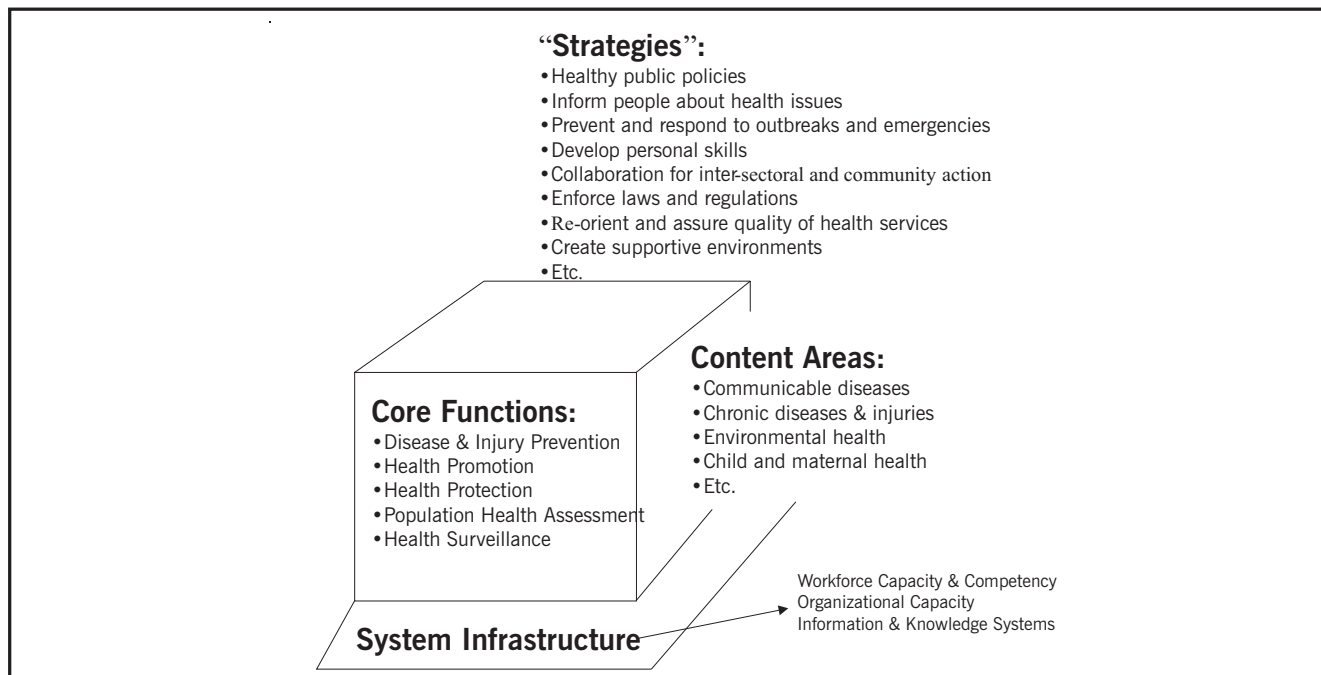 “Strategies”:
•Healthy public policies
•Inform people about health issues
•Prevent and respond to outbreaks and emergencies
•Develop personal skills
•Collaboration for inter-sectoral and community action
•Enforce laws and regulations
•Re-orient and assure quality of health services
•Create supportive environments
•Etc.
Content Areas:
•Communicable diseases
•Chronic diseases & injuries
•Environmental health
•Child and maternal health
•Etc.
Core Functions:
•Disease & Injury Prevention
•Health Promotion
•Health Protection
•Population Health Assessment
•Health Surveillance
System Infrastructure
Workforce Capacity & Competency
Organizational Capacity
Information & Knowledge Systems